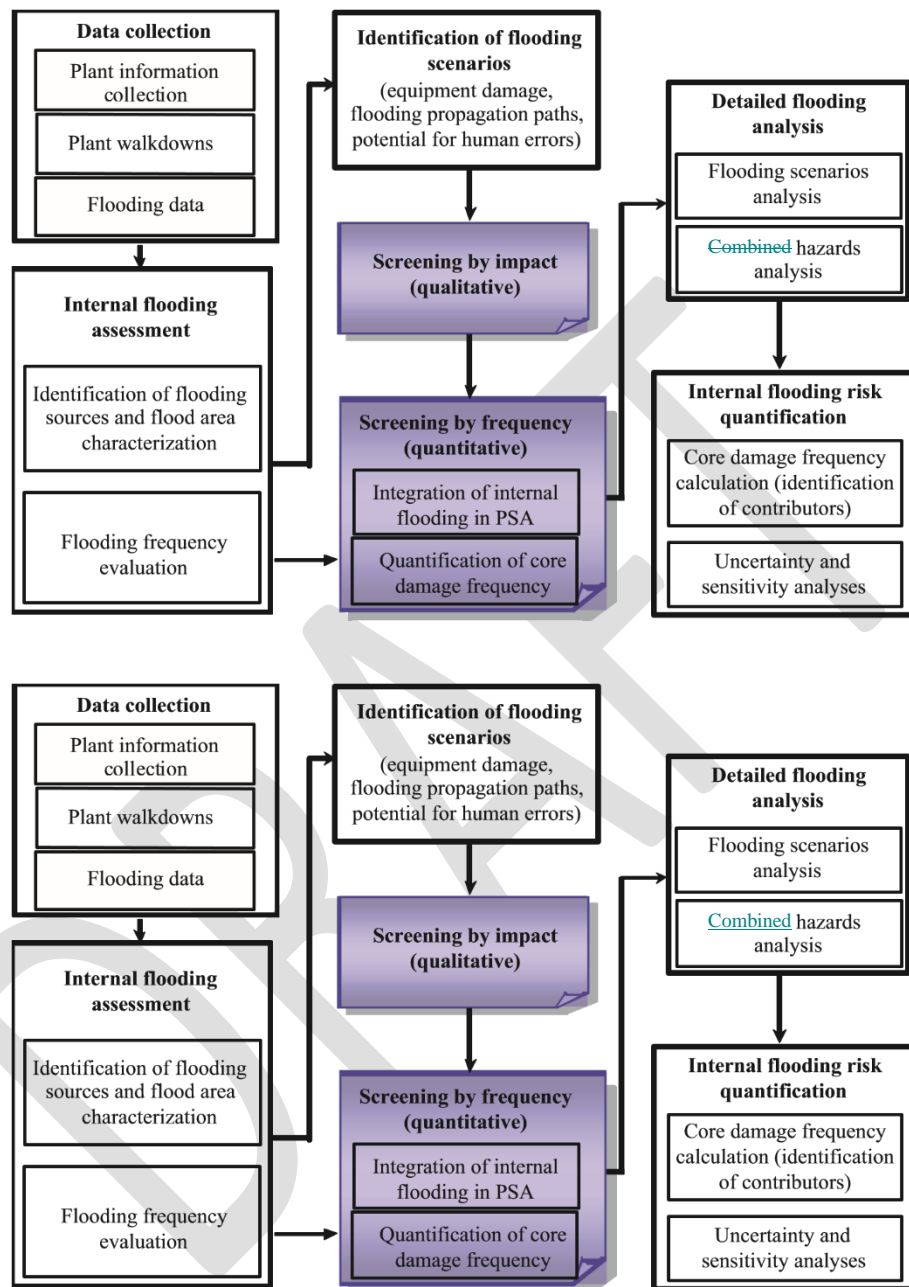 Data collection
Plant information
collection
Plant walkdowns
Flooding data
Internal flooding
assessment
Identification of flooding
sources and flood area
characterization
Flooding frequency
evaluation
Identification of flooding
scenarios
(equipment damage,
flooding propagation paths,
potential for human errors)
Screening by impact
(qualitative)
Screening by frequency
(quantitative)
Integration of internal
flooding in PSA
Quantification of core
damage frequency
Detailed flooding
analysis
Flooding scenarios
analysis
Combined hazards
analysis
Internal flooding risk
quantification
Core damage frequency
calculation (identification
of contributors)
Uncertainty and
sensitivity analyses
Data collection
Plant information
collection
Plant walkdowns
Flooding data
Internal flooding
assessment
Identification of flooding
sources and flood area
characterization
Flooding frequency
evaluation
Identification of flooding
scenarios
(equipment damage,
flooding propagation paths,
potential for human errors)
Screening by impact
(qualitative)
Screening by frequency
(quantitative)
Integration of internal
flooding in PSA
Quantification of core
damage frequency
Detailed flooding
analysis
Flooding scenarios
analysis
Combined hazards
analysis
Internal flooding risk
quantification
Core damage frequency
calculation (identification
of contributors)
Uncertainty and
sensitivity analyses
DRAFT